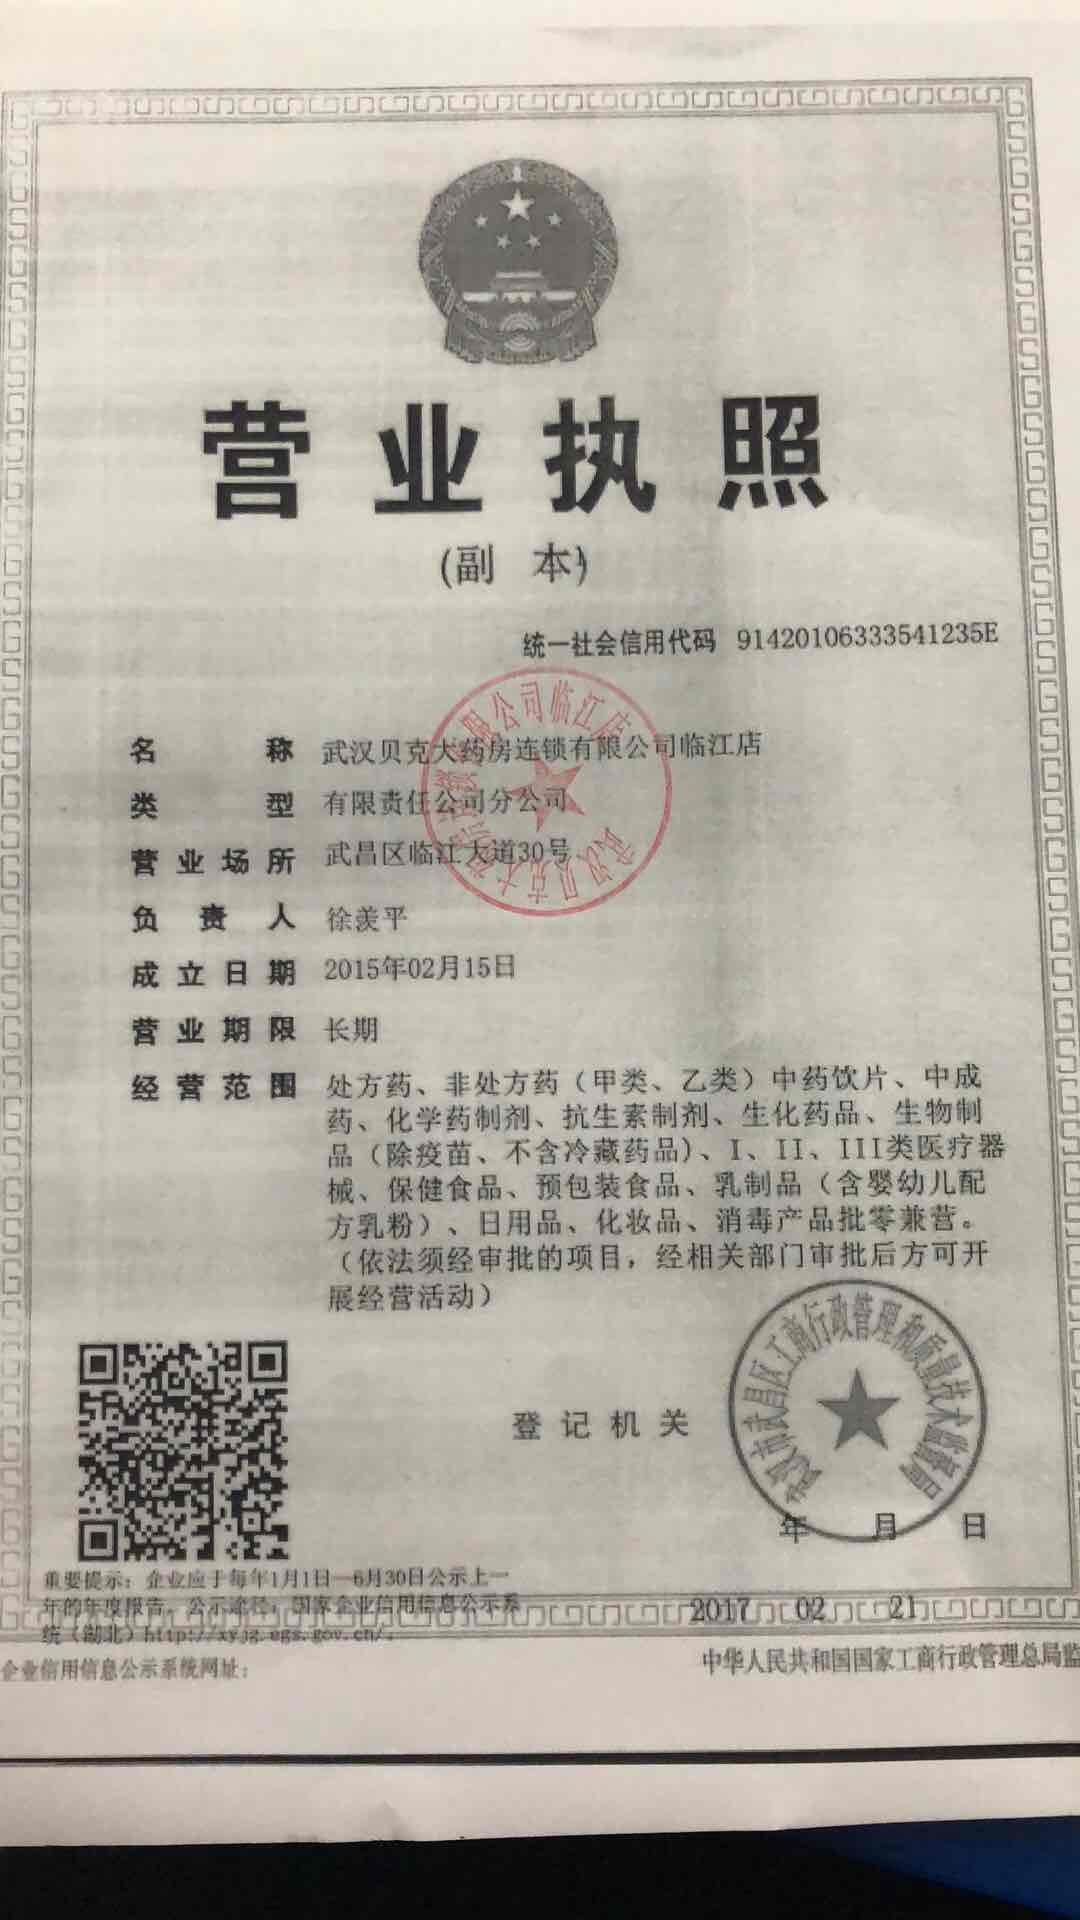 营业执照
(副 本)
统一社会信用代码 91420106333541235E
名称 武汉贝克大药房连锁有限公司临江店
类型 有限责任公司分公司
营业场所 武昌区临江大道30号
负责人 徐羡平
成立日期 2015年02月15日
营业期限 长期
经营范围 处方药、非处方药（甲类、乙类）中药饮片、中成
药、化学药制剂、抗生素制剂、生化药品、生物制
品（除疫苗、不含冷藏药品）、I、II、III类医疗器
械、保健食品、预包装食品、乳制品（含婴幼儿配
方乳粉）、日用品、化妆品、消毒产品批零兼营。
（依法须经审批的项目，经相关部门审批后方可开
展经营活动）
武汉贝克大药房连锁有限公司临江店
登记机关
武汉市武昌区工商行政管理和质量技术监督局
年 月 日
2017 02 21
重要提示：企业应于每年1月1日—6月30日公示上一
年的年度报告。公示途径：国家企业信用信息公示系
统（湖北）http://xyjg.egs.gov.cn/。
企业信用信息公示系统网址：
中华人民共和国国家工商行政管理总局监